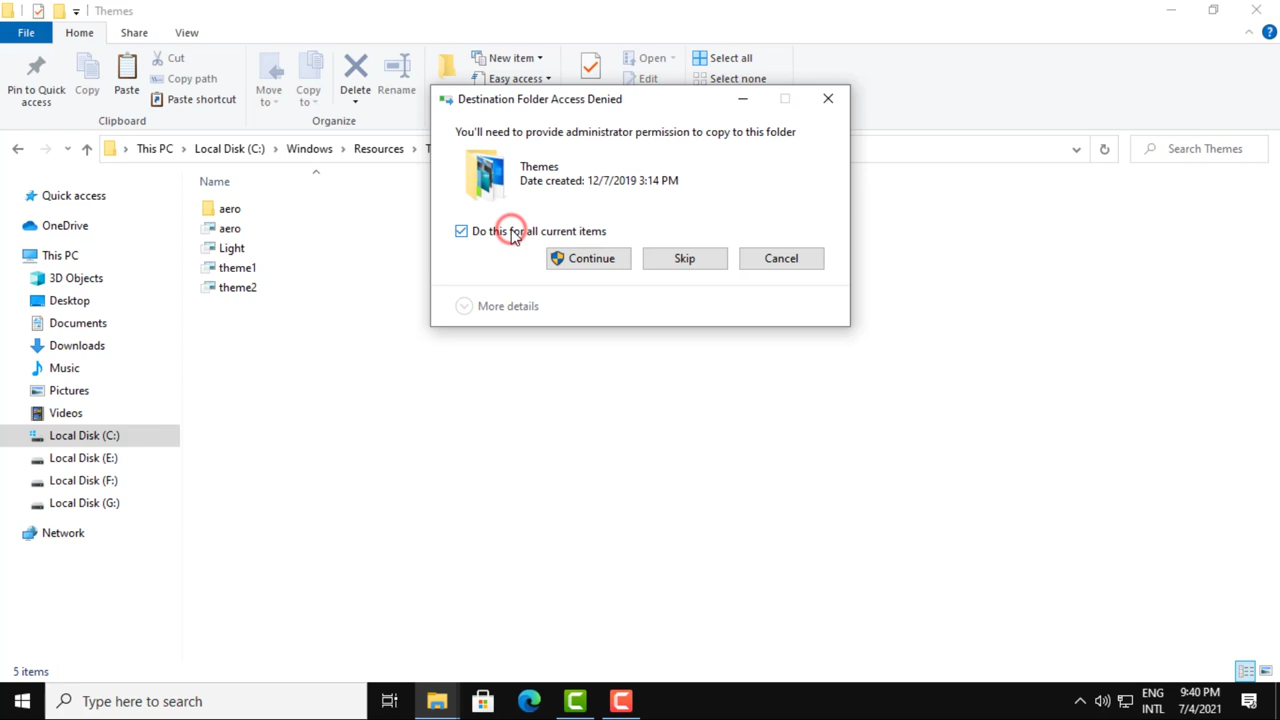 Themes
File
Home
Share
View
Pin to Quick access
Copy
Paste
Cut
Copy path
Paste shortcut
Clipboard
Move to
Copy to
Delete
Rename
Organize
New item
Easy access
Open
Edit
Select all
Select none
This PC
Local Disk (C:)
Windows
Resources
T
Search Themes
Quick access
OneDrive
This PC
3D Objects
Desktop
Documents
Downloads
Music
Pictures
Videos
Local Disk (C:)
Local Disk (E:)
Local Disk (F:)
Local Disk (G:)
Network
Name
aero
aero
Light
theme1
theme2
Destination Folder Access Denied
You'll need to provide administrator permission to copy to this folder
Themes
Date created: 12/7/2019 3:14 PM
Do this for all current items
Continue
Skip
Cancel
More details
5 items
Type here to search
ENG
INTL
9:40 PM
7/4/2021